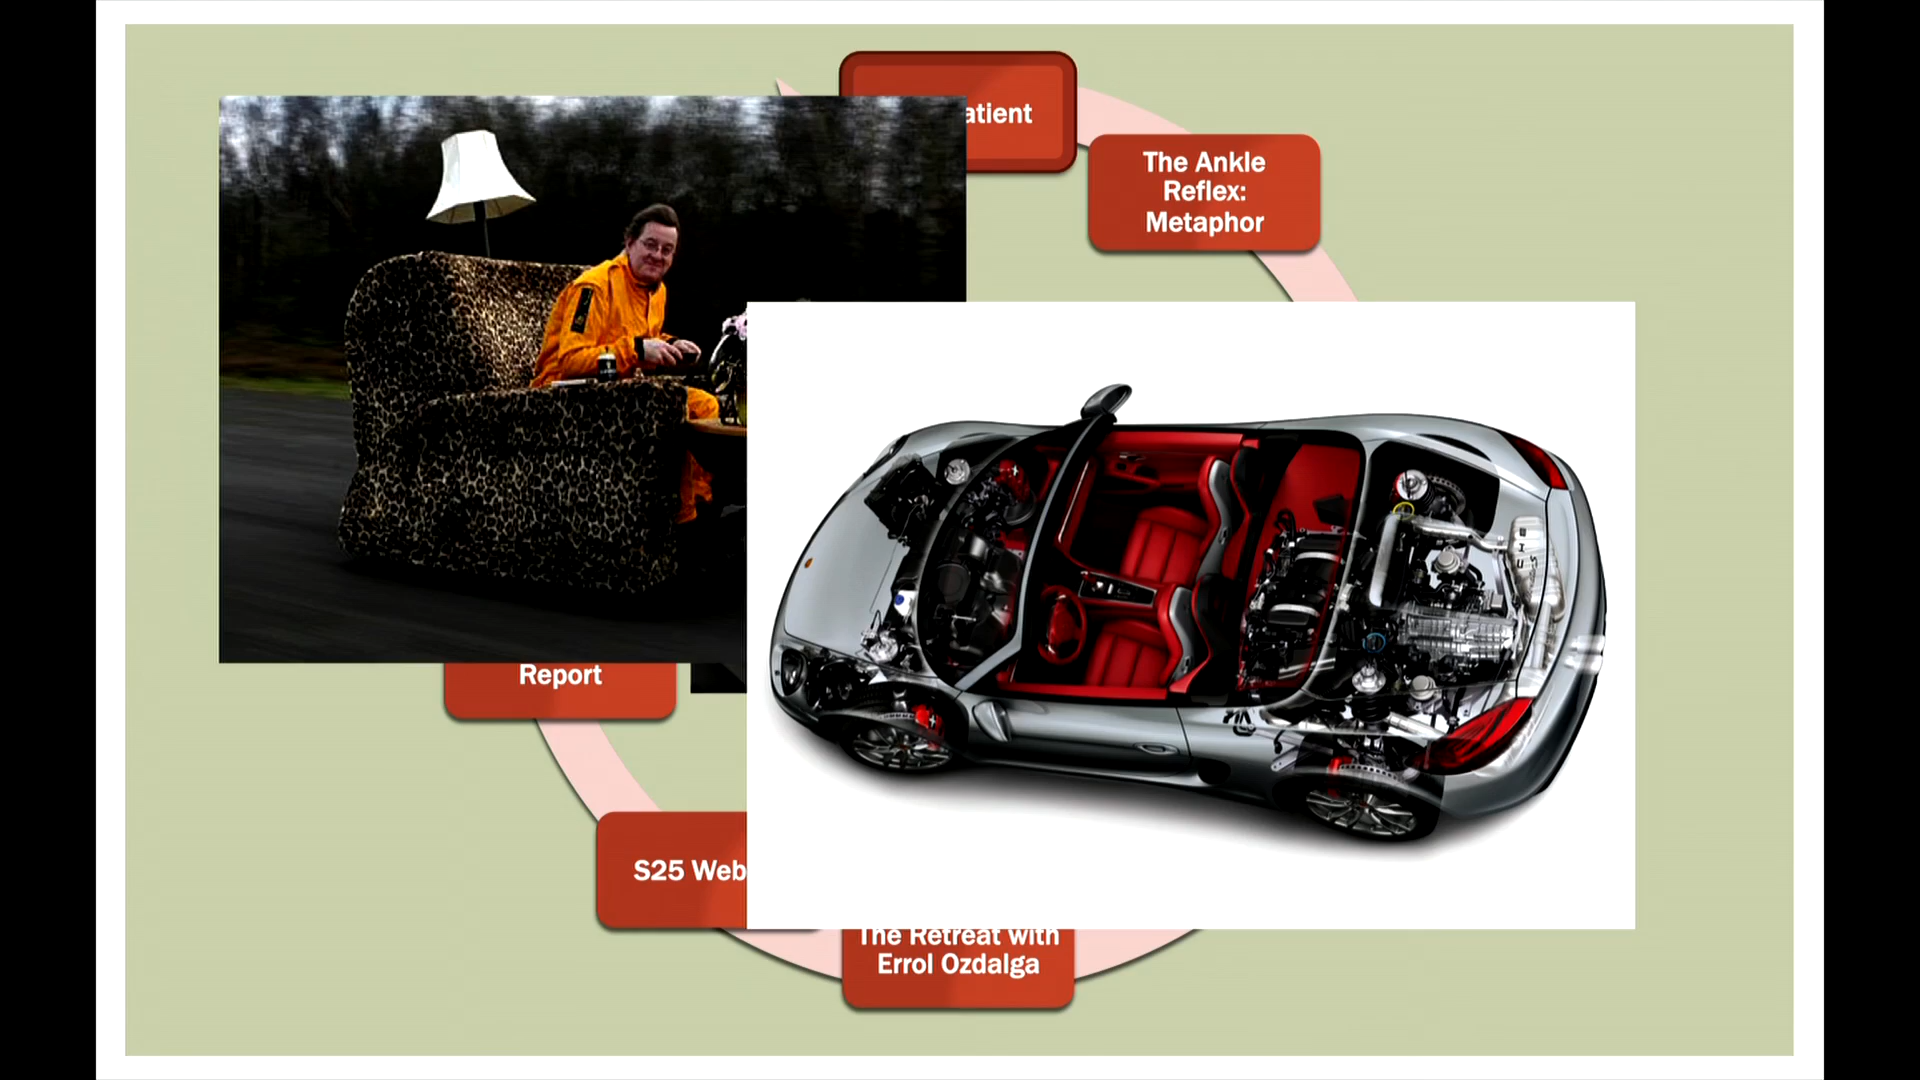 atient
The Ankle
Reflex:
Metaphor
Report
S25 Web
The Retreat with
Errol Ozdalga